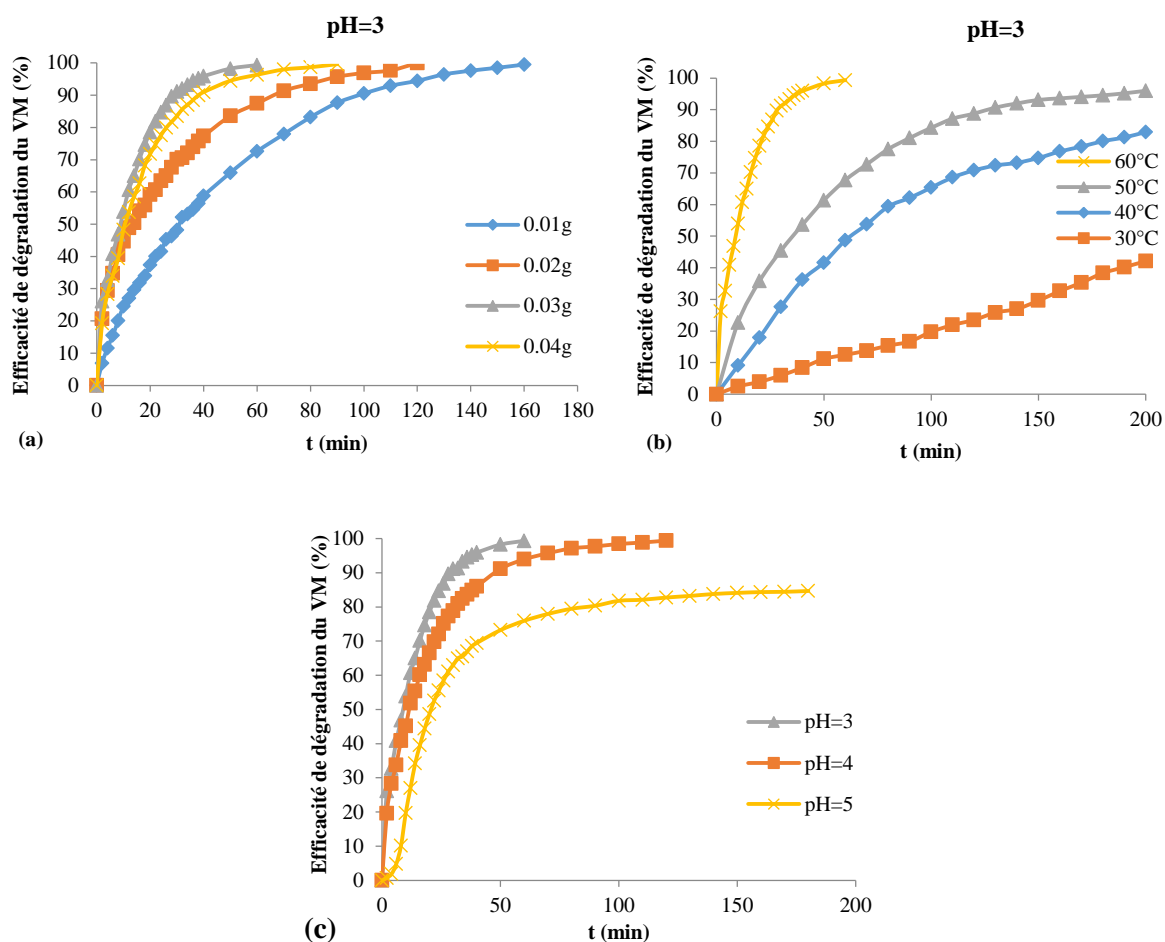 pH=3
Efficacité de dégradation du VM (%)
100
90
80
70
60
50
40
30
20
10
0
0 20 40 60 80 100 120 140 160 180
t (min)
0.01g
0.02g
0.03g
0.04g
(a)
pH=3
Efficacité de dégradation du VM (%)
100
90
80
70
60
50
40
30
20
10
0
0 50 100 150 200
t (min)
60°C
50°C
40°C
30°C
(b)
Efficacité de dégradation du VM (%)
100
90
80
70
60
50
40
30
20
10
0
0 50 100 150 200
t (min)
pH=3
pH=4
pH=5
(c)